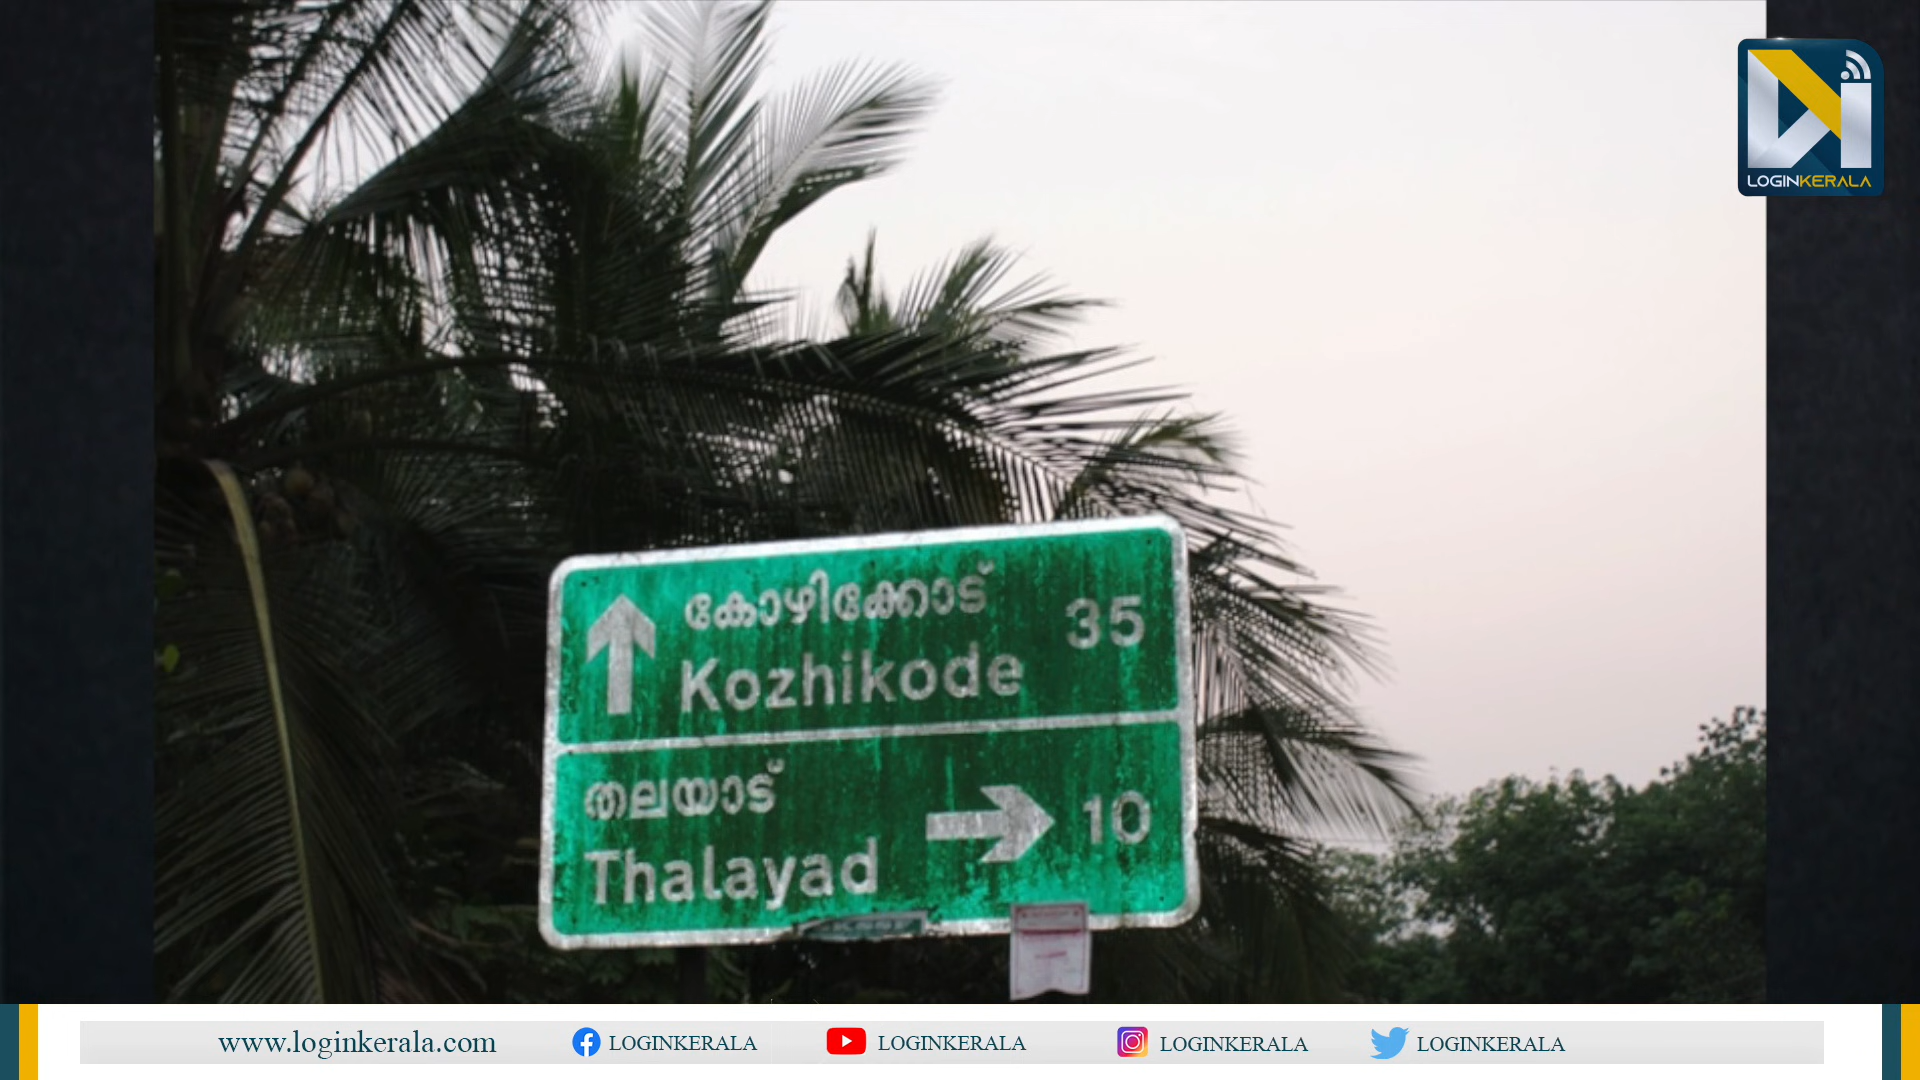 LOGINKERALA
കോഴിക്കോട്
35
Kozhikode
തലയാട്
10
Thalayad
www.loginkerala.com
LOGINKERALA
LOGINKERALA
LOGINKERALA
LOGINKERALA